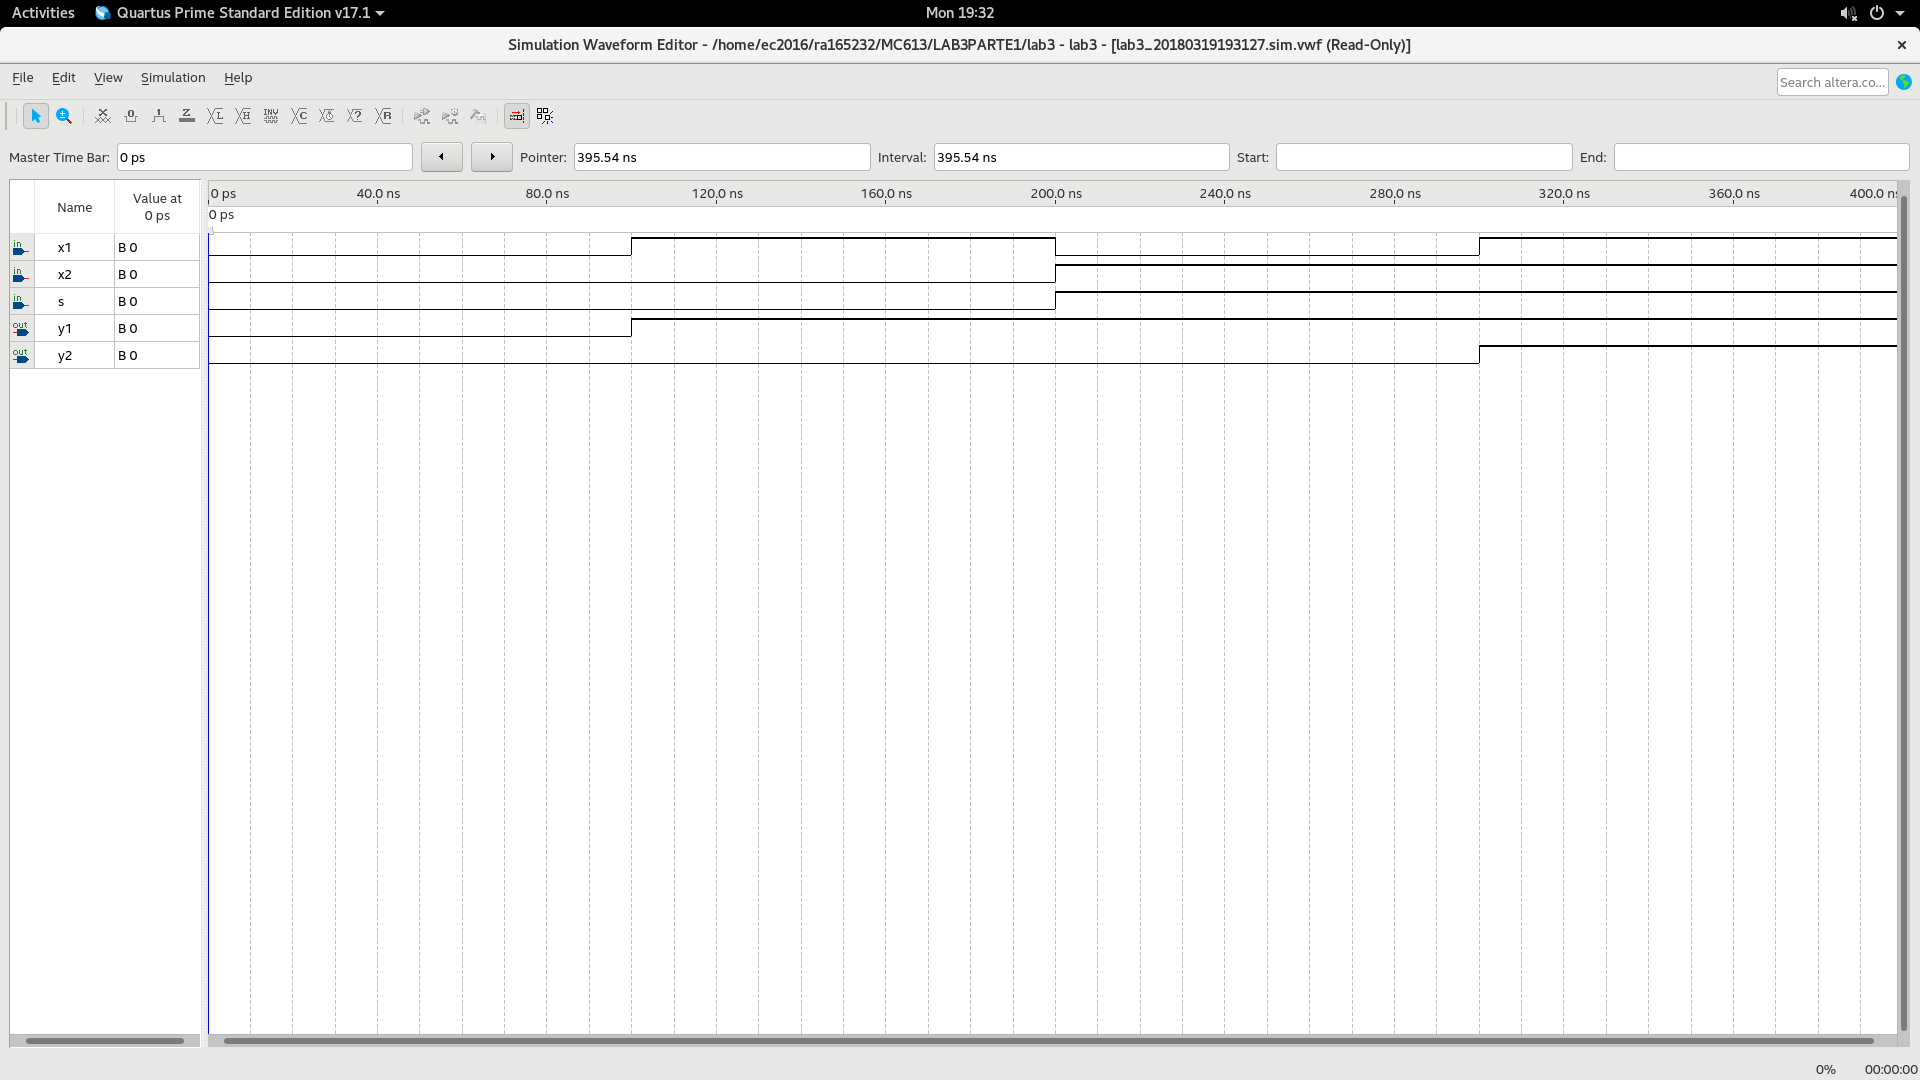 Activities Quartus Prime Standard Edition v17.1 Mon 19:32
Simulation Waveform Editor - /home/ec2016/ra165232/MC613/LAB3PARTE1/lab3 - lab3 - [lab3_20180319193127.sim.vwf (Read-Only)]
File Edit View Simulation Help Search altera.co...
Master Time Bar: 0 ps Pointer: 395.54 ns Interval: 395.54 ns Start: End:
Name Value at 0 ps
0 ps 40.0 ns 80.0 ns 120.0 ns 160.0 ns 200.0 ns 240.0 ns 280.0 ns 320.0 ns 360.0 ns 400.0 ns
0 ps
in x1 B 0
in x2 B 0
in s B 0
out y1 B 0
out y2 B 0
0% 00:00:00